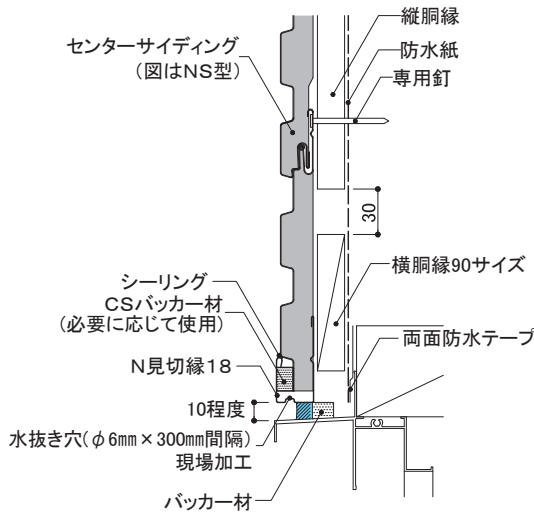 縦胴縁
センターサイディング
(図はNS型)
防水紙
専用釘
30
横胴縁90サイズ
シーリング
CSバッカー材
(必要に応じて使用)
両面防水テープ
N見切縁18
10程度
水抜き穴(φ6mm×300mm間隔)
現場加工
バッカー材